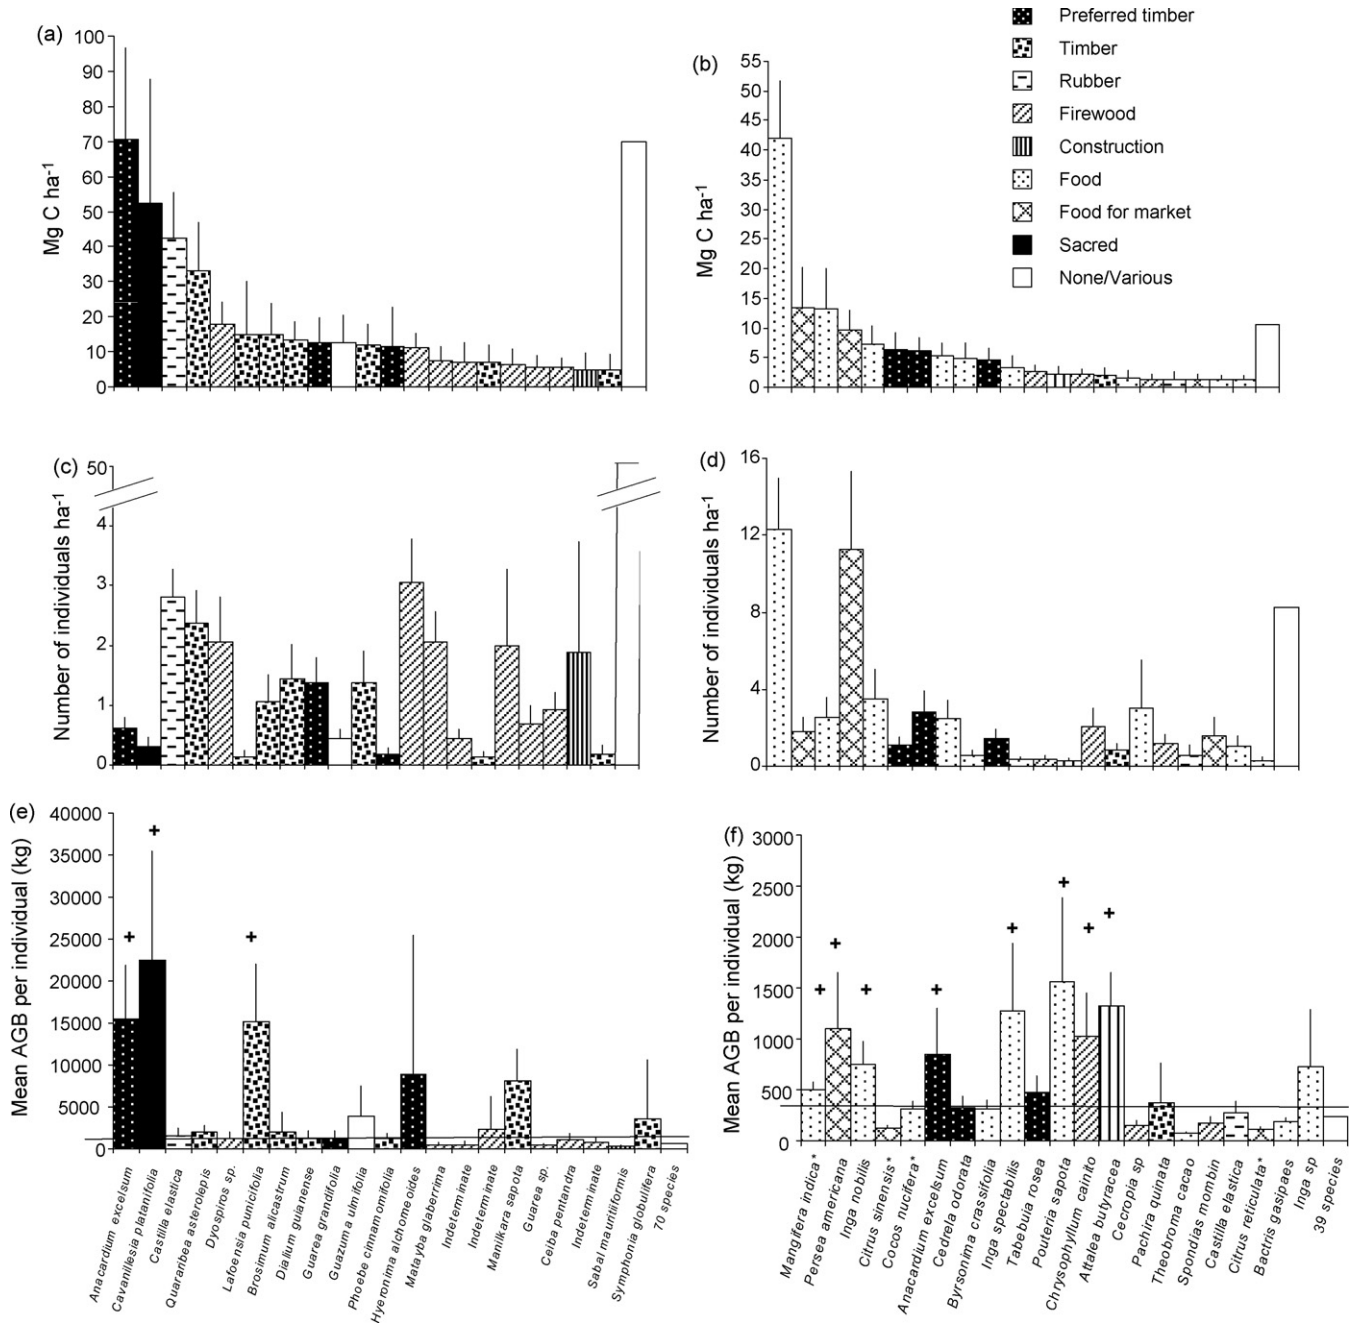 (a)
100
90
80
70
60
50
40
30
20
10
0
Mg C ha-1
(b)
55
50
45
40
35
30
25
20
15
10
5
0
Mg C ha-1
Preferred timber
Timber
Rubber
Firewood
Construction
Food
Food for market
Sacred
None/Various
(c)
50
4
3
2
1
0
Number of individuals ha-1
(d)
16
12
8
4
0
Number of individuals ha-1
(e)
40000
35000
30000
25000
20000
15000
10000
5000
0
Mean AGB per individual (kg)
+
+
+
(f)
3000
2500
2000
1500
1000
500
0
Mean AGB per individual (kg)
+
+
+
+
+
+
+
+
Anacardium excelsum
Cavanillesia platanifolia
Castilla elastica
Quararibea asterolepis
Dyospiros sp.
Lafoensia punicifolia
Brosimum alicastrum
Dialium guianense
Guarea grandifolia
Guazuma ulmifolia
Phoebe cinnamomifolia
Hyeronima alchorneoides
Matayba glaberrima
Indeterminate
Indeterminate
Manilkara sapota
Guarea sp.
Ceiba pentandra
Indeterminate
Sabal mauritiiformis
Symphonia globulifera
70 species
Mangifera indica*
Persea americana
Inga nobillis
Citrus sinensis*
Cocos nucifera*
Anacardium excelsum
Cedrela odorata
Byrsonima crassifolia
Inga spectabilis
Tabebuia rosea
Pouteria sapota
Chrysophyllum cainito
Attalea butyracea
Cecropia sp
Pachira quinata
Theobroma cacao
Spondias mombin
Castilla elastica
Citrus reticulata*
Bactris gasipaes
Inga sp
39 species